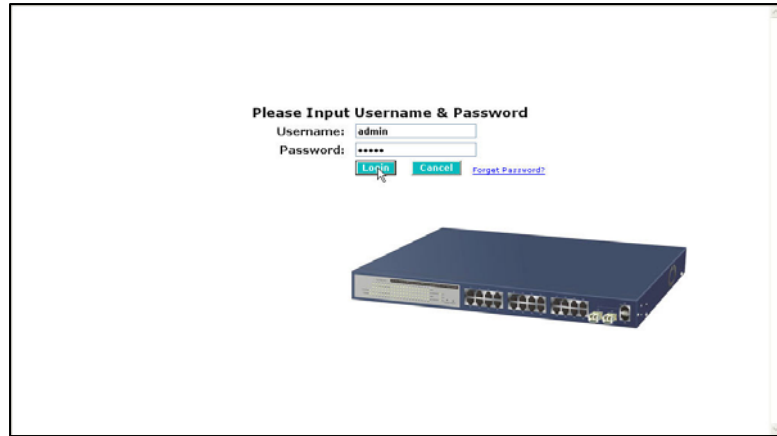 Please Input Username & Password
Username: admin
Password: •••••
Login Cancel Forget Password?